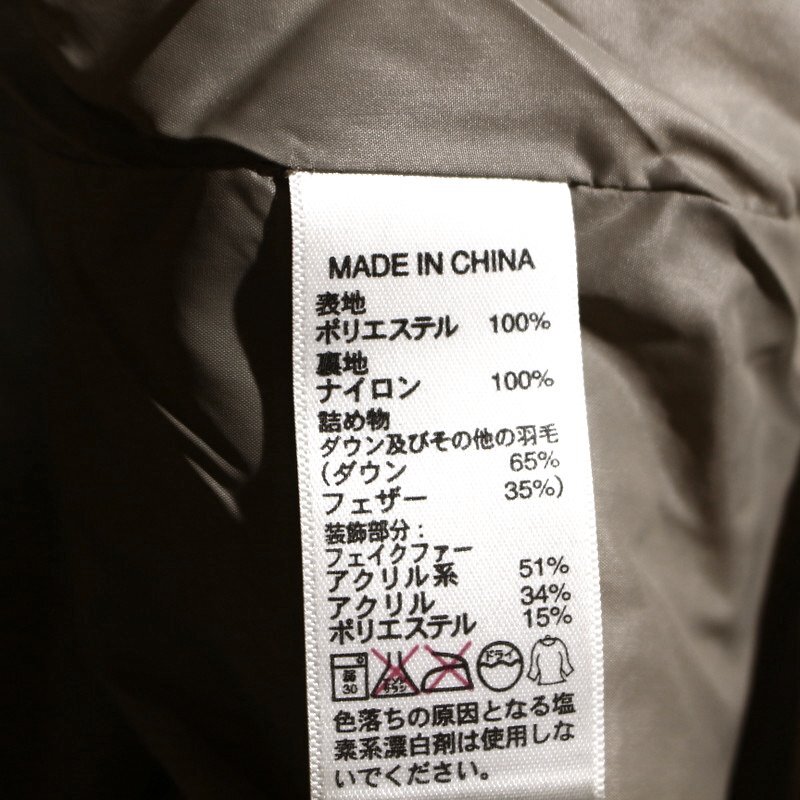 MADE IN CHINA
表地
ポリエステル 100%
裏地
ナイロン 100%
詰め物
ダウン及びその他の羽毛
(ダウン 65%
フェザー 35%)
装飾部分:
フェイクファー
アクリル系 51%
アクリル 34%
ポリエステル 15%
弱 30 ドライ
色落ちの原因となる塩
素系漂白剤は使用しな
いでください。